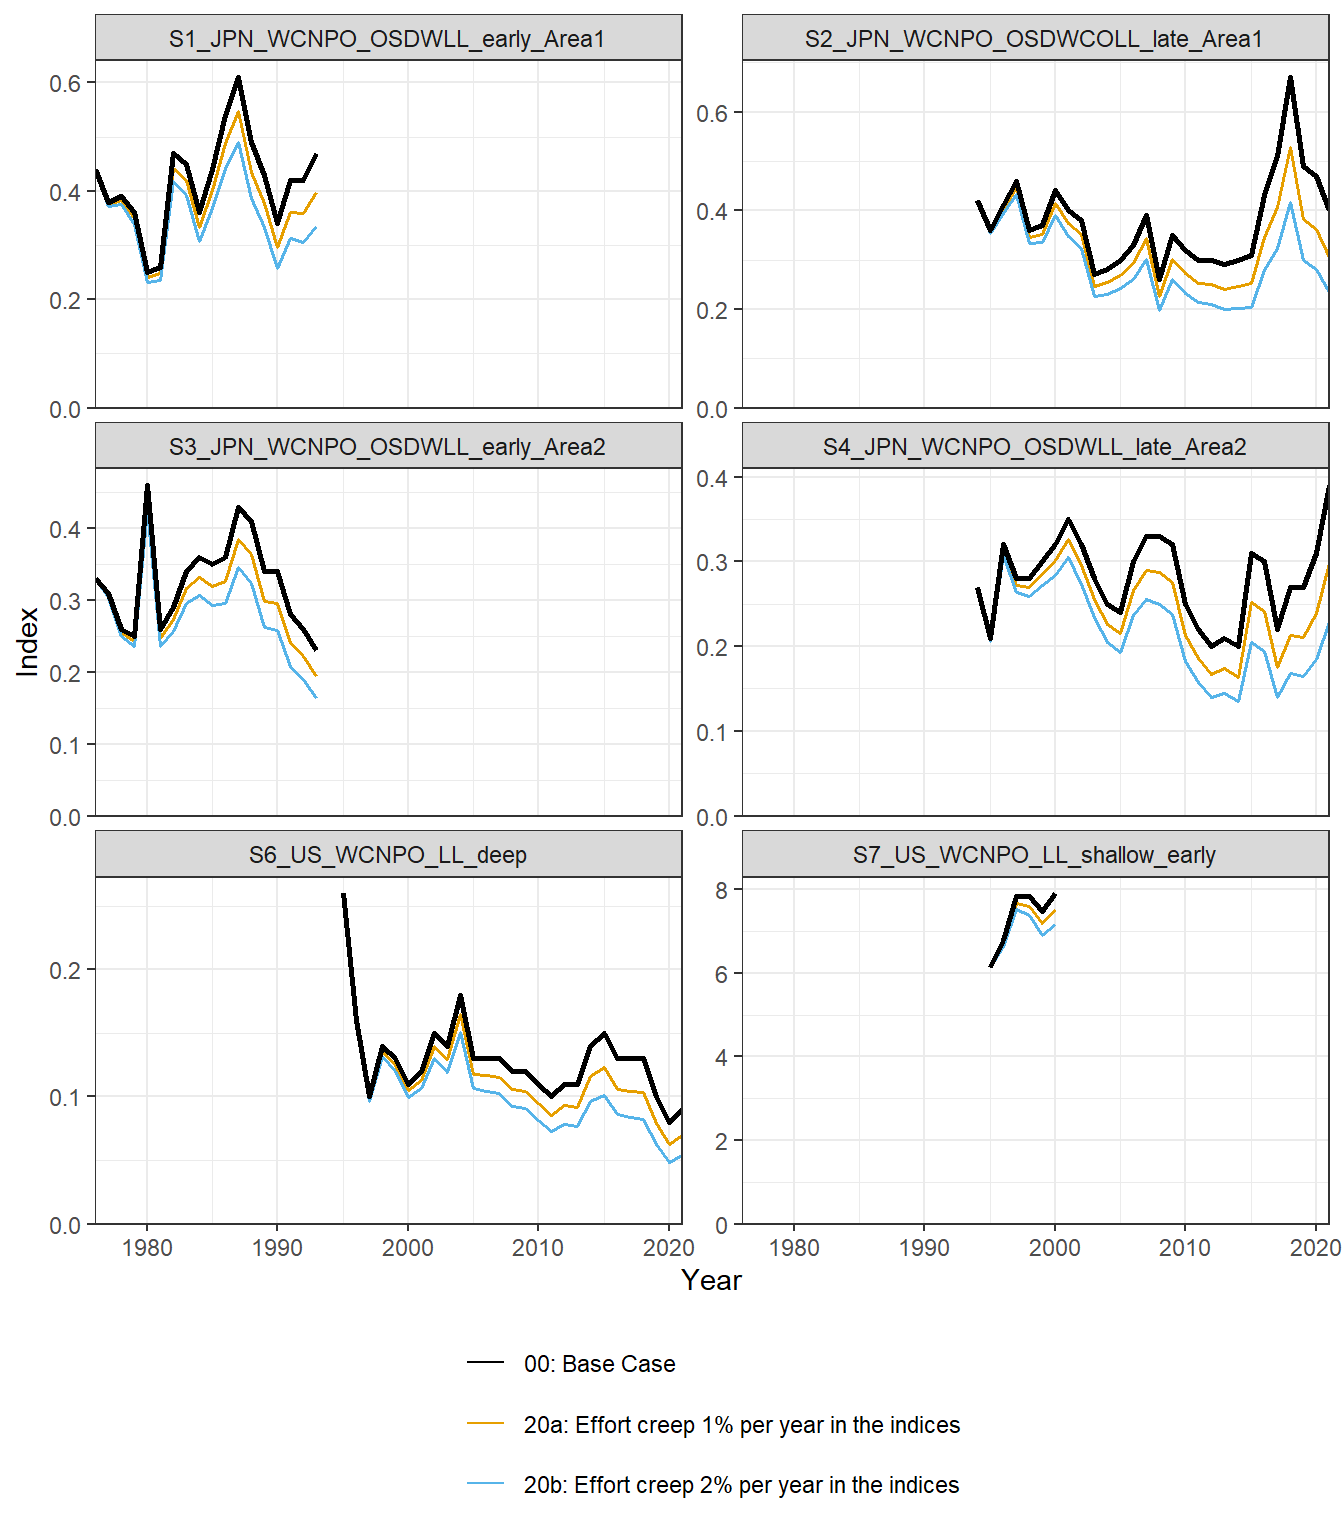 S1_JPN_WCNPO_OSDWLL_early_Area1
S2_JPN_WCNPO_OSDWCOLL_late_Area1
0.6
0.4
0.2
0.0
0.6
0.4
0.2
0.0
S3_JPN_WCNPO_OSDWLL_early_Area2
S4_JPN_WCNPO_OSDWLL_late_Area2
0.4
0.3
0.2
0.1
0.0
0.4
0.3
0.2
0.1
0.0
Index
S6_US_WCNPO_LL_deep
S7_US_WCNPO_LL_shallow_early
0.2
0.1
0.0
8
6
4
2
0
1980 1990 2000 2010 2020
1980 1990 2000 2010 2020
Year
00: Base Case
20a: Effort creep 1% per year in the indices
20b: Effort creep 2% per year in the indices